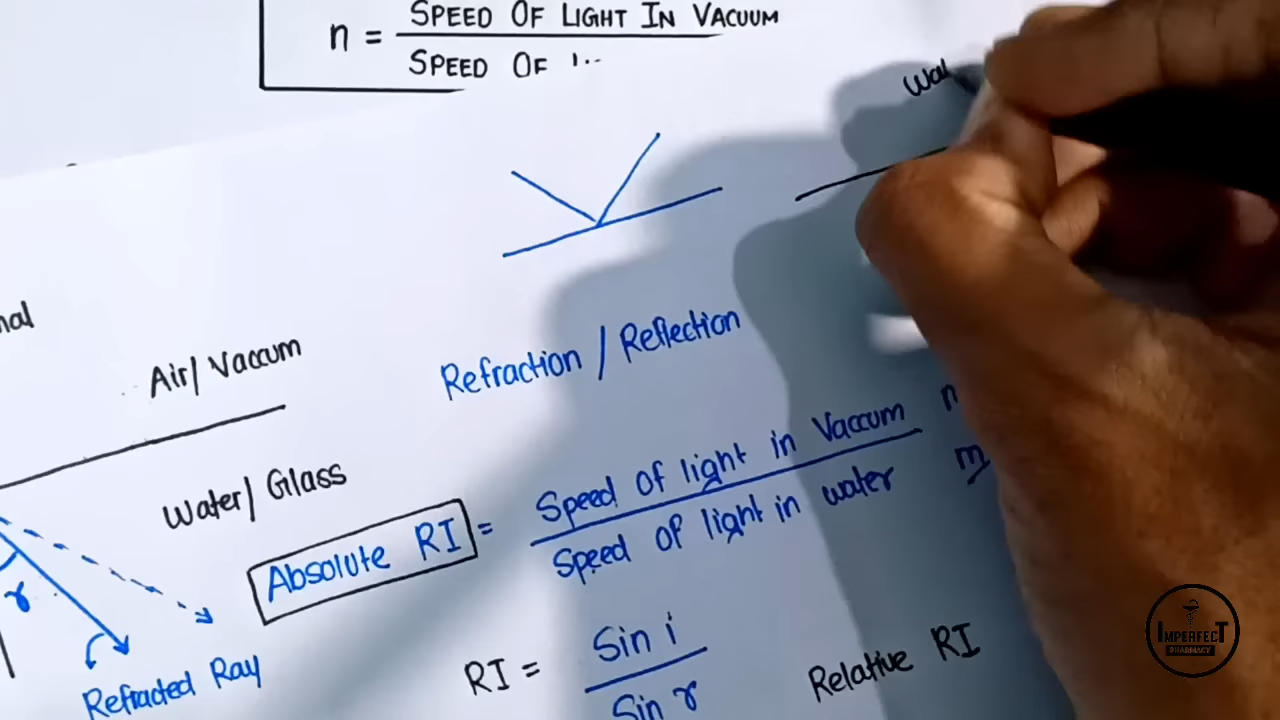 n = SPEED OF LIGHT IN VACUUM
SPEED OF
Air/Vaccum
Refraction / Reflection
Water/ Glass
Absolute RI = Speed of light in Vaccum
Speed of light in water
r
Refracted Ray
RI = Sin i
Sin r
Relative RI
IMPERFECT
PHARMACY